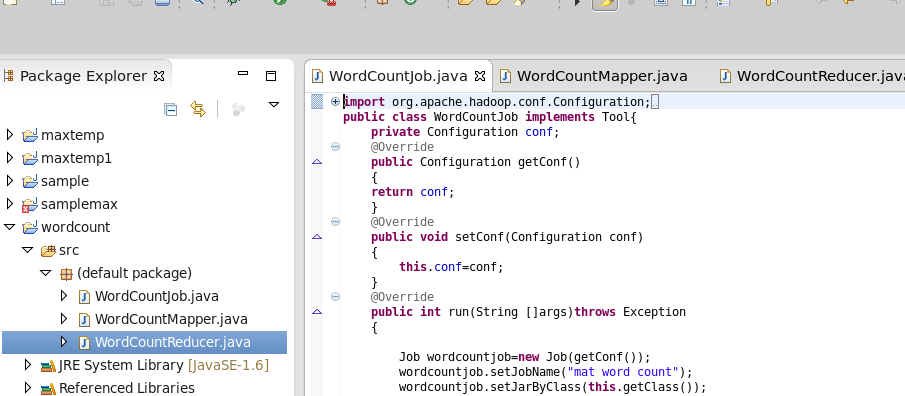 Package Explorer
maxtemp
maxtemp1
sample
samplemax
wordcount
src
(default package)
WordCountJob.java
WordCountMapper.java
WordCountReducer.java
JRE System Library [JavaSE-1.6]
Referenced Libraries
WordCountJob.java WordCountMapper.java WordCountReducer.java
import org.apache.hadoop.conf.Configuration;
public class WordCountJob implements Tool{
private Configuration conf;
@Override
public Configuration getConf()
{
return conf;
}
@Override
public void setConf(Configuration conf)
{
this.conf=conf;
}
@Override
public int run(String []args)throws Exception
{
Job wordcountjob=new Job(getConf());
wordcountjob.setJobName("mat word count");
wordcountjob.setJarByClass(this.getClass());